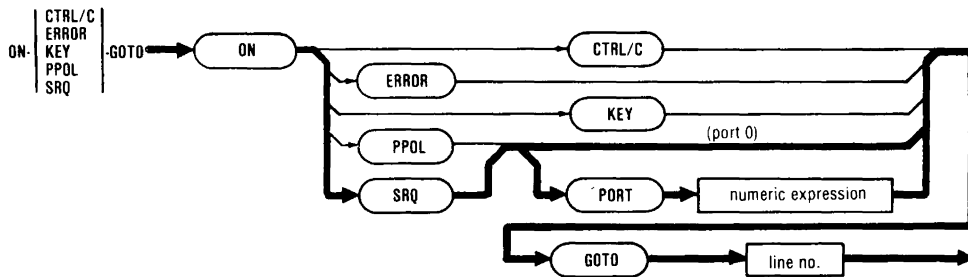 CTRL/C
ERROR
ON- KEY -GOTO
PPOL
SRQ
ON
CTRL/C
ERROR
KEY
PPOL
(port 0)
SRQ
PORT
numeric expression
GOTO
line no.